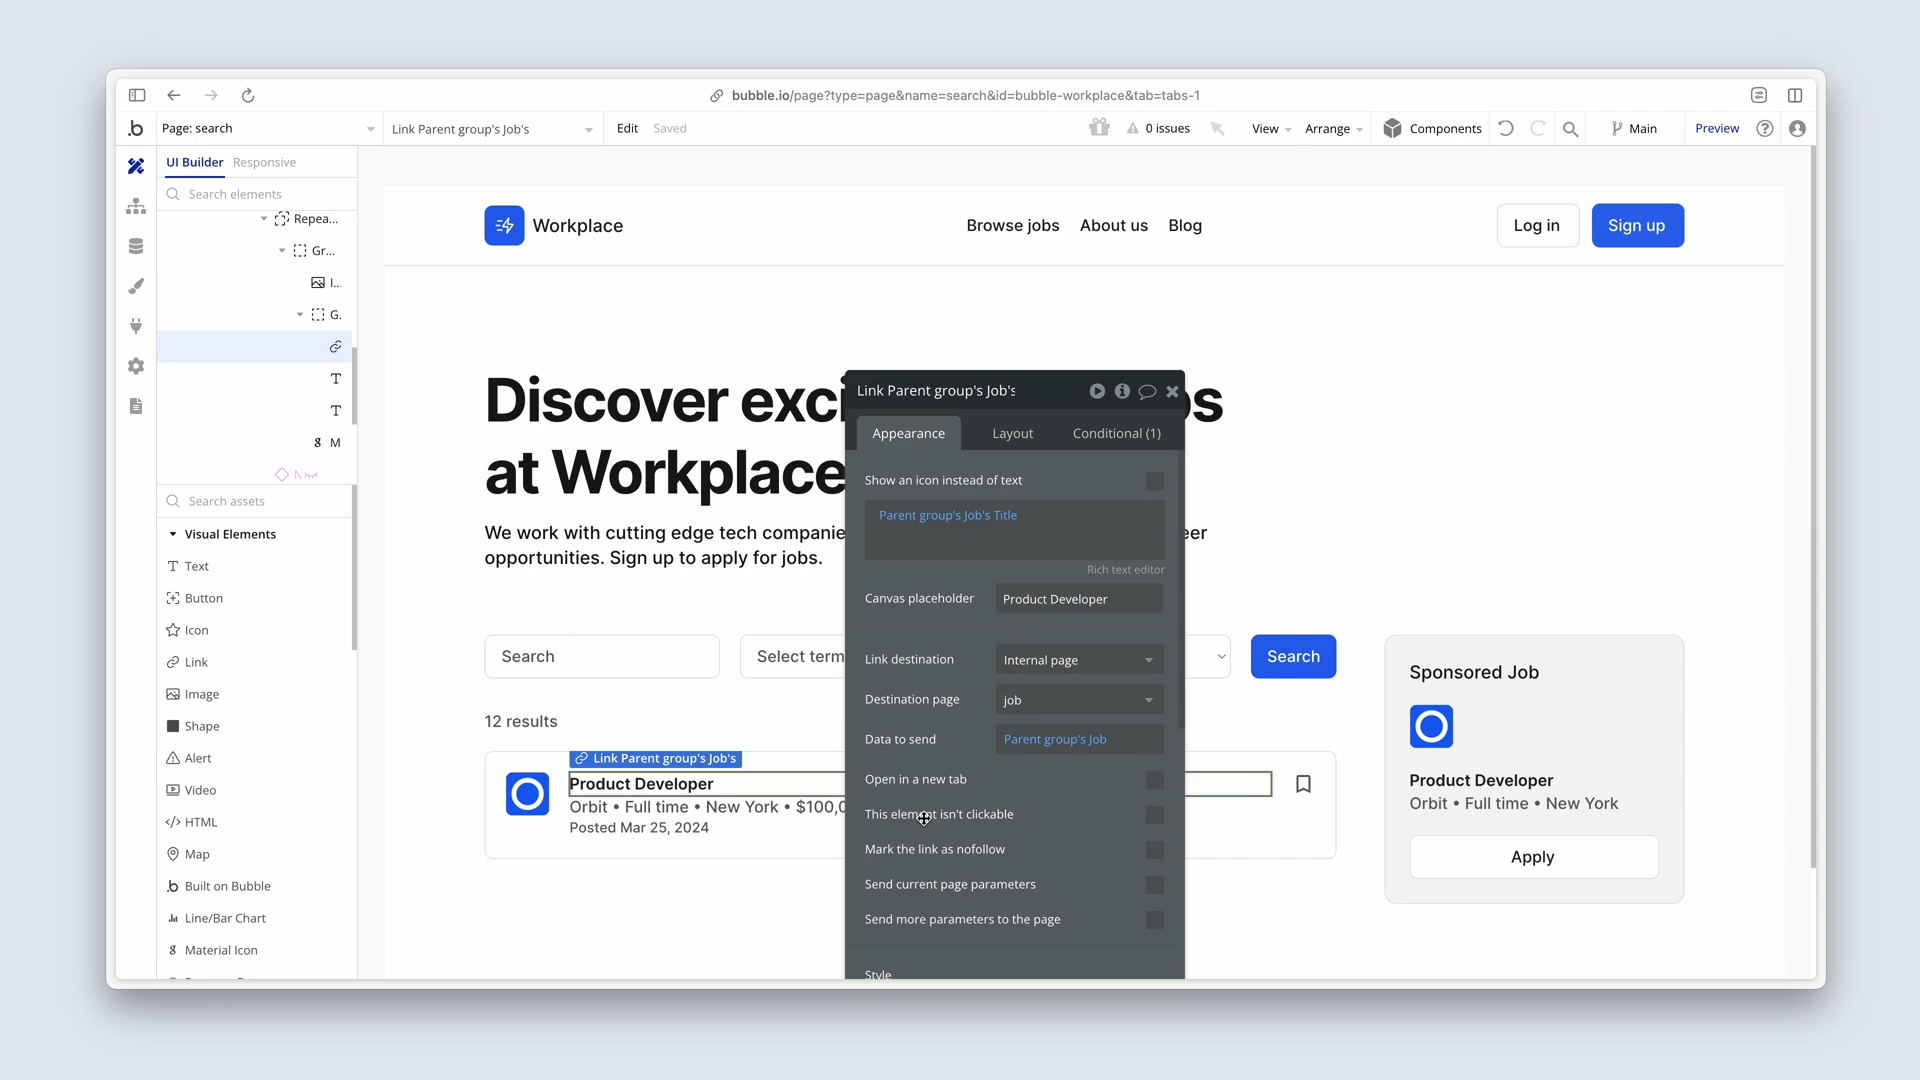 bubble.io/page?type=page&name=search&id=bubble-workplace&tab=tabs-1
Page: search
Link Parent group's Job's
Edit
Saved
0 issues
View
Arrange
Components
Main
Preview
UI Builder
Responsive
Search elements
Repea...
Gr...
I...
G.
M
Search assets
Visual Elements
Text
Button
Icon
Link
Image
Shape
Alert
Video
HTML
Map
Built on Bubble
Line/Bar Chart
Material Icon
Workplace
Browse jobs
About us
Blog
Log in
Sign up
Discover exci
s
at Workplace
We work with cutting edge tech companie
eer
opportunities. Sign up to apply for jobs.
Search
Select term
Search
12 results
Link Parent group's Job's
Product Developer
Orbit • Full time • New York • $100,0
Posted Mar 25, 2024
Link Parent group's Job's
Appearance
Layout
Conditional (1)
Show an icon instead of text
Parent group's Job's Title
Rich text editor
Canvas placeholder
Product Developer
Link destination
Internal page
Destination page
job
Data to send
Parent group's Job
Open in a new tab
This element isn't clickable
Mark the link as nofollow
Send current page parameters
Send more parameters to the page
Style
Sponsored Job
Product Developer
Orbit • Full time • New York
Apply